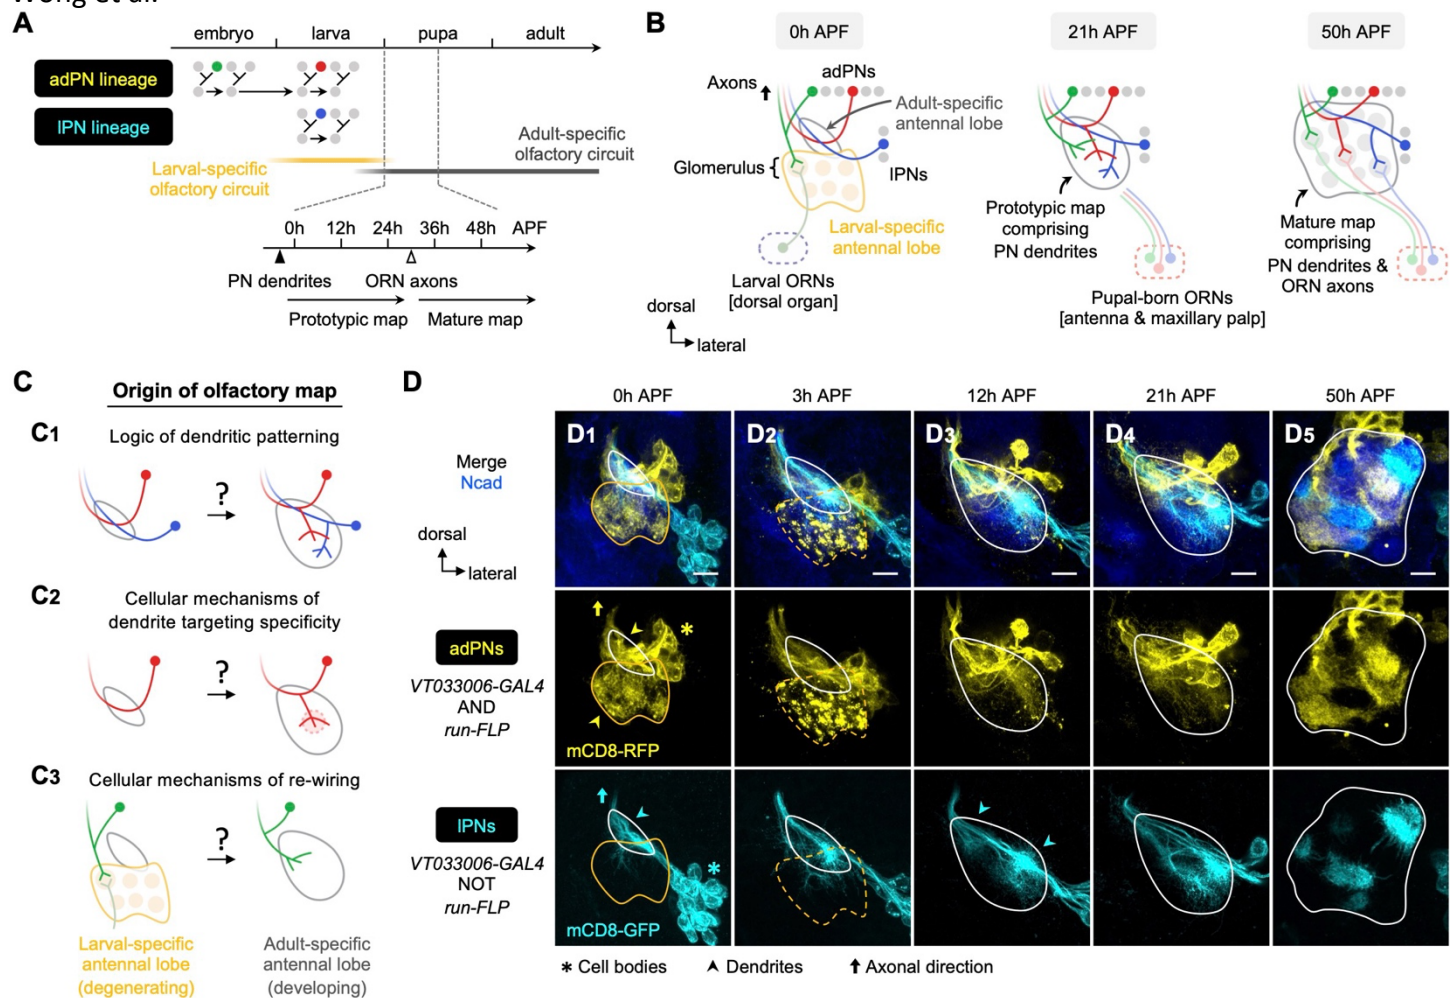 Wong et al.
A
embryo larva pupa adult
adPN lineage
lPN lineage
Adult-specific
olfactory circuit
Larval-specific
olfactory circuit
0h 12h 24h 36h 48h APF
PN dendrites ORN axons
Prototypic map Mature map
B
0h APF 21h APF 50h APF
Axons
adPNs
Adult-specific
antennal lobe
Glomerulus {
lPNs
Larval-specific
antennal lobe
Larval ORNs
[dorsal organ]
Prototypic map
comprising
PN dendrites
Pupal-born ORNs
[antenna & maxillary palp]
Mature map
comprising
PN dendrites &
ORN axons
dorsal
lateral
C
Origin of olfactory map
C1
Logic of dendritic patterning
?
C2
Cellular mechanisms of
dendrite targeting specificity
?
C3
Cellular mechanisms of re-wiring
?
Larval-specific
antennal lobe
(degenerating)
Adult-specific
antennal lobe
(developing)
D
0h APF 3h APF 12h APF 21h APF 50h APF
D1 D2 D3 D4 D5
Merge
Ncad
dorsal
lateral
adPNs
VT033006-GAL4
AND
run-FLP
*
mCD8-RFP
lPNs
VT033006-GAL4
NOT
run-FLP
*
mCD8-GFP
* Cell bodies Dendrites Axonal direction